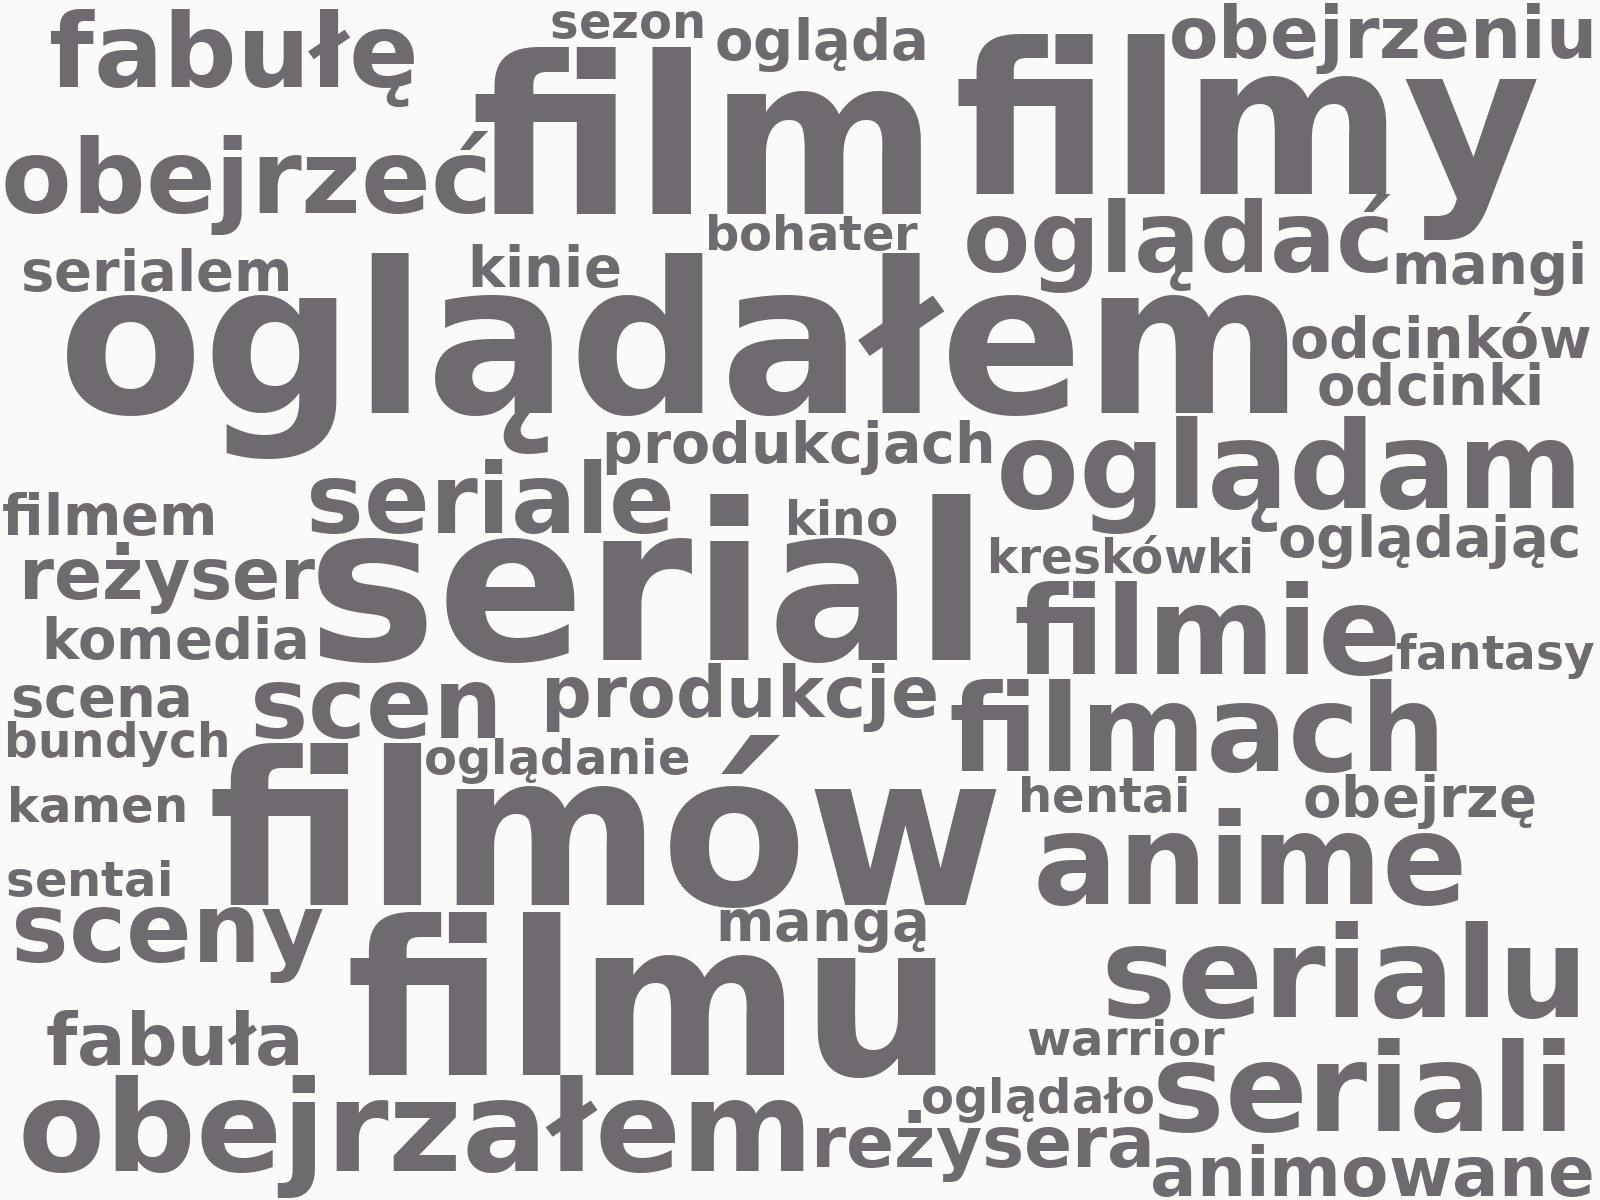 fabułę
sezon
ogląda
obejrzeniu
film
filmy
obejrzeć
bohater
oglądać
serialem
kinie
mangi
oglądałem
odcinków
odcinki
produkcjach
oglądam
seriale
filmem
kino
oglądając
serial
kreskówki
reżyser
filmie
komedia
fantasy
scena
scen
produkcje
filmach
bundych
oglądanie
filmów
hentai
obejrzę
kamen
anime
sentai
sceny
mangą
filmu
serialu
fabuła
warrior
seriali
obejrzałem
oglądało
reżysera
animowane